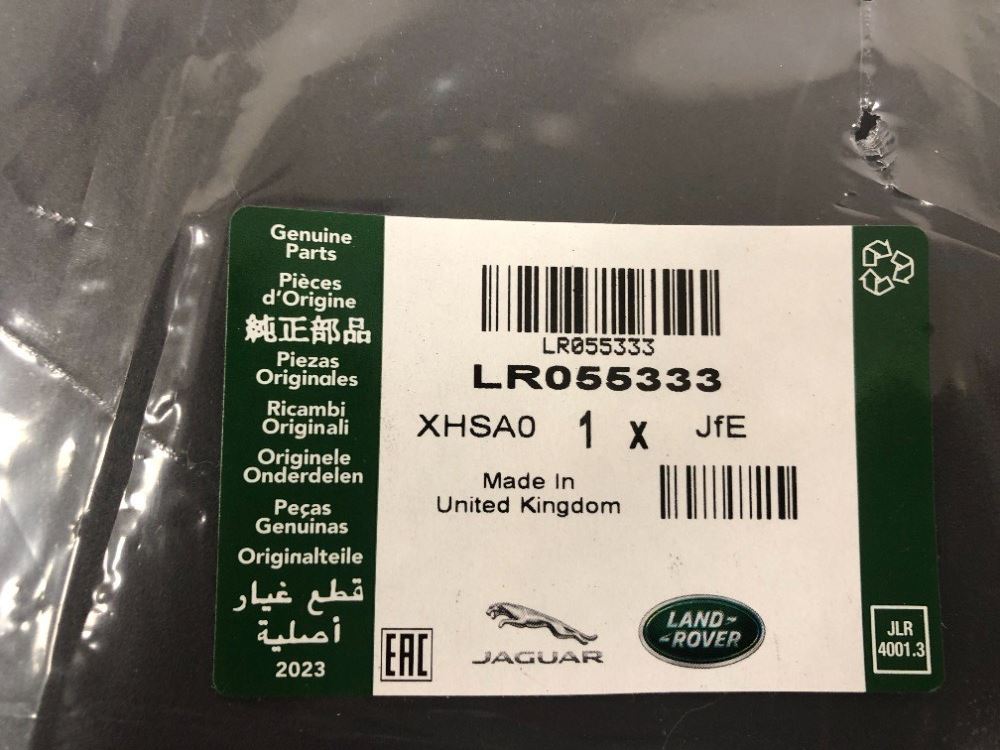 Genuine
Parts
Pièces
d'Origine
純正部品
Piezas
Originales
Ricambi
Originali
Originele
Onderdelen
Peças
Genuinas
Originalteile
قطع غيار
أصلية
2023
LR055333
LR055333
XHSA0 1 x JfE
Made In
United Kingdom
EAC
JAGUAR
LAND-
-ROVER
JLR
4001.3